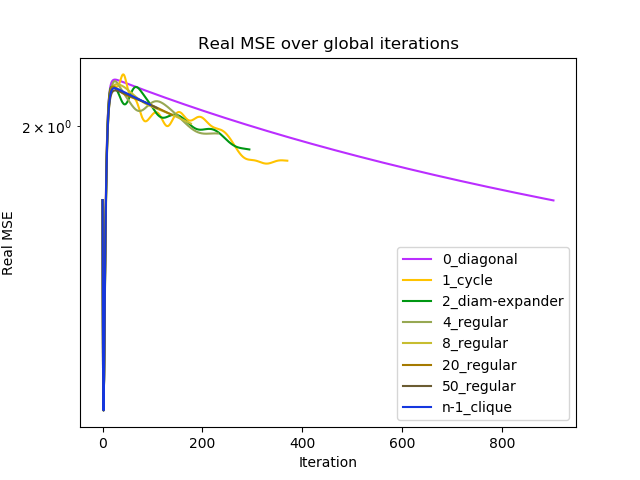 Real MSE over global iterations
2 × 10⁰
Real MSE
0_diagonal
1_cycle
2_diam-expander
4_regular
8_regular
20_regular
50_regular
n-1_clique
0 200 400 600 800
Iteration